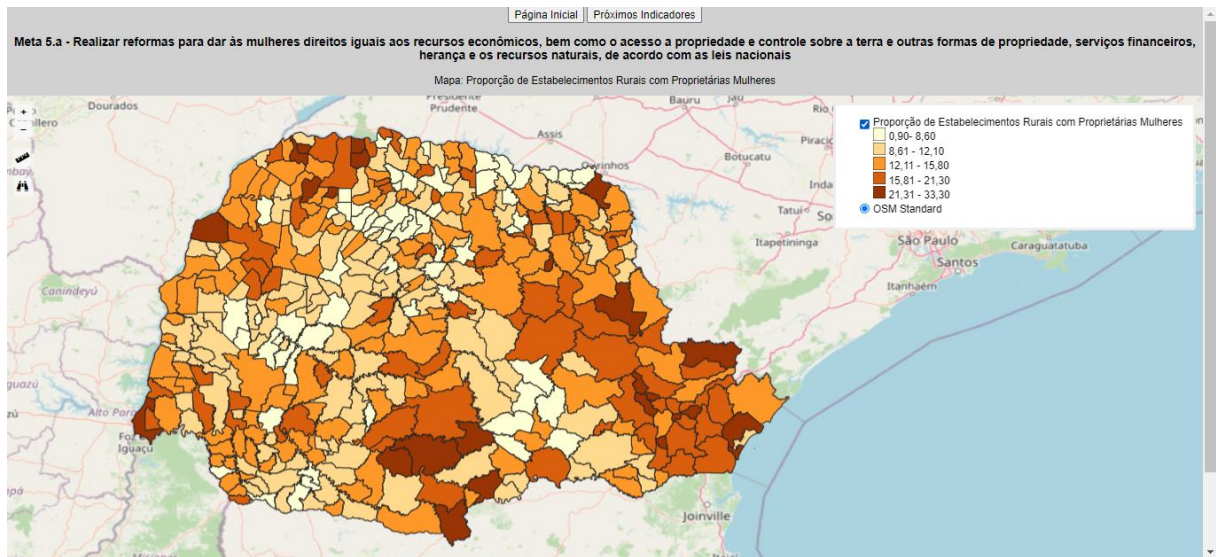 Página Inicial Próximos Indicadores
Meta 5.a - Realizar reformas para dar às mulheres direitos iguais aos recursos econômicos, bem como o acesso a propriedade e controle sobre a terra e outras formas de propriedade, serviços financeiros,
herança e os recursos naturais, de acordo com as leis nacionais
Mapa: Proporção de Estabelecimentos Rurais com Proprietárias Mulheres
Proporção de Estabelecimentos Rurais com Proprietárias Mulheres
0,90- 8,60
8,61 - 12,10
12,11 - 15,80
15,81 - 21,30
21,31 - 33,30
OSM Standard
+
−
Dourados
Prudente
Bauru
Jaú
Assis
Ourinhos
Botucatu
Tatuí
Itapetininga
São Paulo
Caraguatatuba
Santos
Itanhaém
Canindeyú
Foz
Iguaçu
Joinville